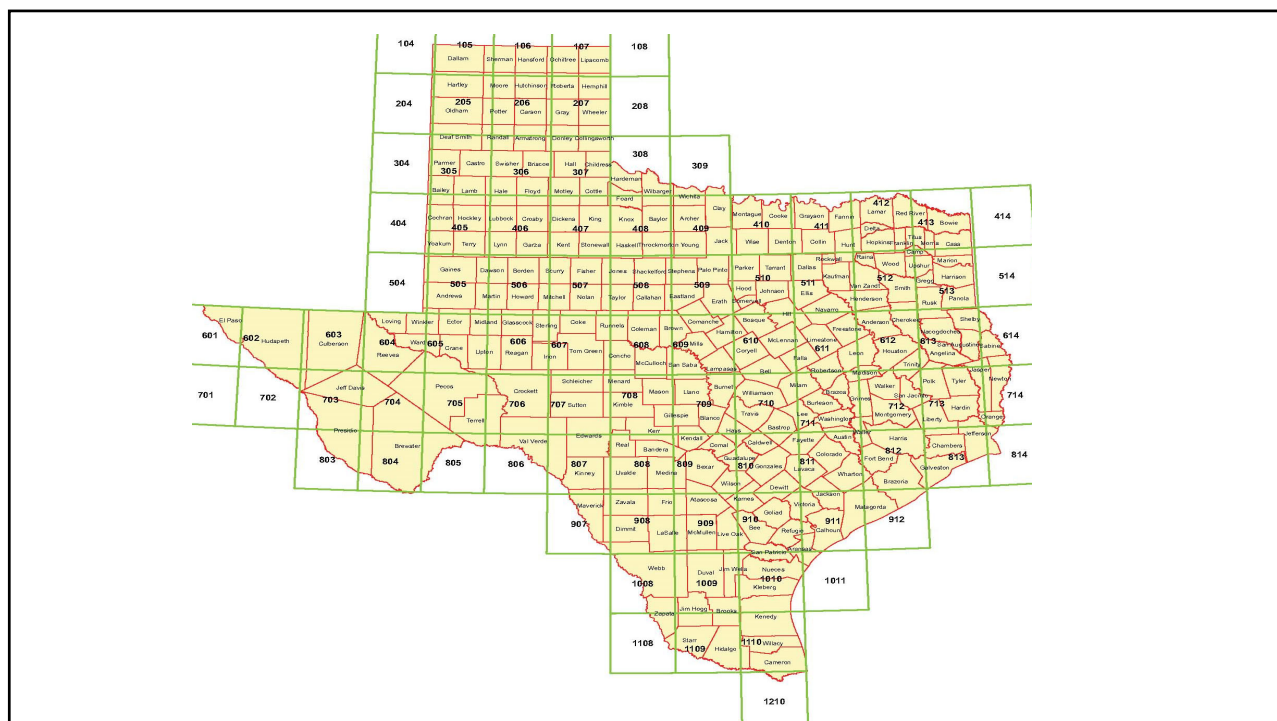 104 105 106 107 108
Dallam Sherman Hansford Ochiltree Lipscomb
Hartley Moore Hutchinson Roberts Hemphill
204 205 206 207 208
Oldham Potter Carson Gray Wheeler
Deaf Smith Randall Armstrong Donley Collingsworth
308
Parmer Castro Swisher Briscoe Hall Childress
304 305 306 307 309
Hardeman
Bailey Lamb Hale Floyd Motley Cottle Wilbarger Wichita
Foard
Clay 412 414
Cochran Hockley Lubbock Crosby Dickens King Knox Baylor Archer Montague Cooke Grayson Fannin Lamar Red River Bowie
404 405 406 407 408 409 410 411 413
Delta Titus
Yoakum Terry Lynn Garza Kent Stonewall Haskell Throckmorton Young Jack Wise Denton Collin Hunt Hopkins Franklin Morris Cass
Camp
Rockwall Rains Wood Upshur Marion
Gaines Dawson Borden Scurry Fisher Jones Shackelford Stephens Palo Pinto Parker Tarrant Dallas Kaufman
504 505 506 507 508 509 510 511 512 514
Van Zandt Smith Gregg Harrison
Andrews Martin Howard Mitchell Nolan Taylor Callahan Eastland Erath Hood Johnson Ellis Henderson 513
Somervell Rusk Panola
Navarro
El Paso Loving Winkler Ector Midland Glasscock Sterling Coke Runnels Coleman Brown Comanche Bosque Hill Anderson Cherokee Shelby
601 602 603 Hamilton Freestone Nacogdoches 614
Hudspeth Culberson 604 Ward 605 606 607 608 609 Mills 610 McLennan Limestone 612 613 San Augustine Sabine
Reeves Crane Upton Reagan Irion Tom Green Concho Coryell 611 Leon Houston Angelina
McCulloch San Saba Falls Trinity
Lampasas Bell Robertson Madison Jasper
Schleicher Menard Burnet Milam Walker Polk Tyler Newton
701 702 Jeff Davis Pecos Crockett Mason Llano Williamson Brazos Grimes San Jacinto 714
703 704 705 706 707 708 709 710 Burleson 712 713
Sutton Kimble Gillespie Blanco Travis Lee Washington Montgomery Liberty Hardin Orange
Presidio Terrell Bastrop 711
Val Verde Edwards Kerr Kendall Hays Waller Jefferson
Brewster Real Comal Caldwell Fayette Austin Harris Chambers
Bandera Guadalupe Colorado 812
803 804 805 806 807 808 809 810 811 813 814
Kinney Uvalde Medina Bexar Gonzales Lavaca Fort Bend Galveston
Wilson Wharton Brazoria
Dewitt
Maverick Zavala Frio Atascosa Karnes Victoria Jackson Matagorda
Goliad
907 908 909 910 911 912
Dimmit LaSalle McMullen Live Oak Bee Refugio Calhoun
Aransas
San Patricio
Webb Duval Jim Wells Nueces
1008 1009 1010 1011
Kleberg
Zapata Jim Hogg Brooks Kenedy
1108 Starr 1110 Willacy
1109 Hidalgo
Cameron
1210